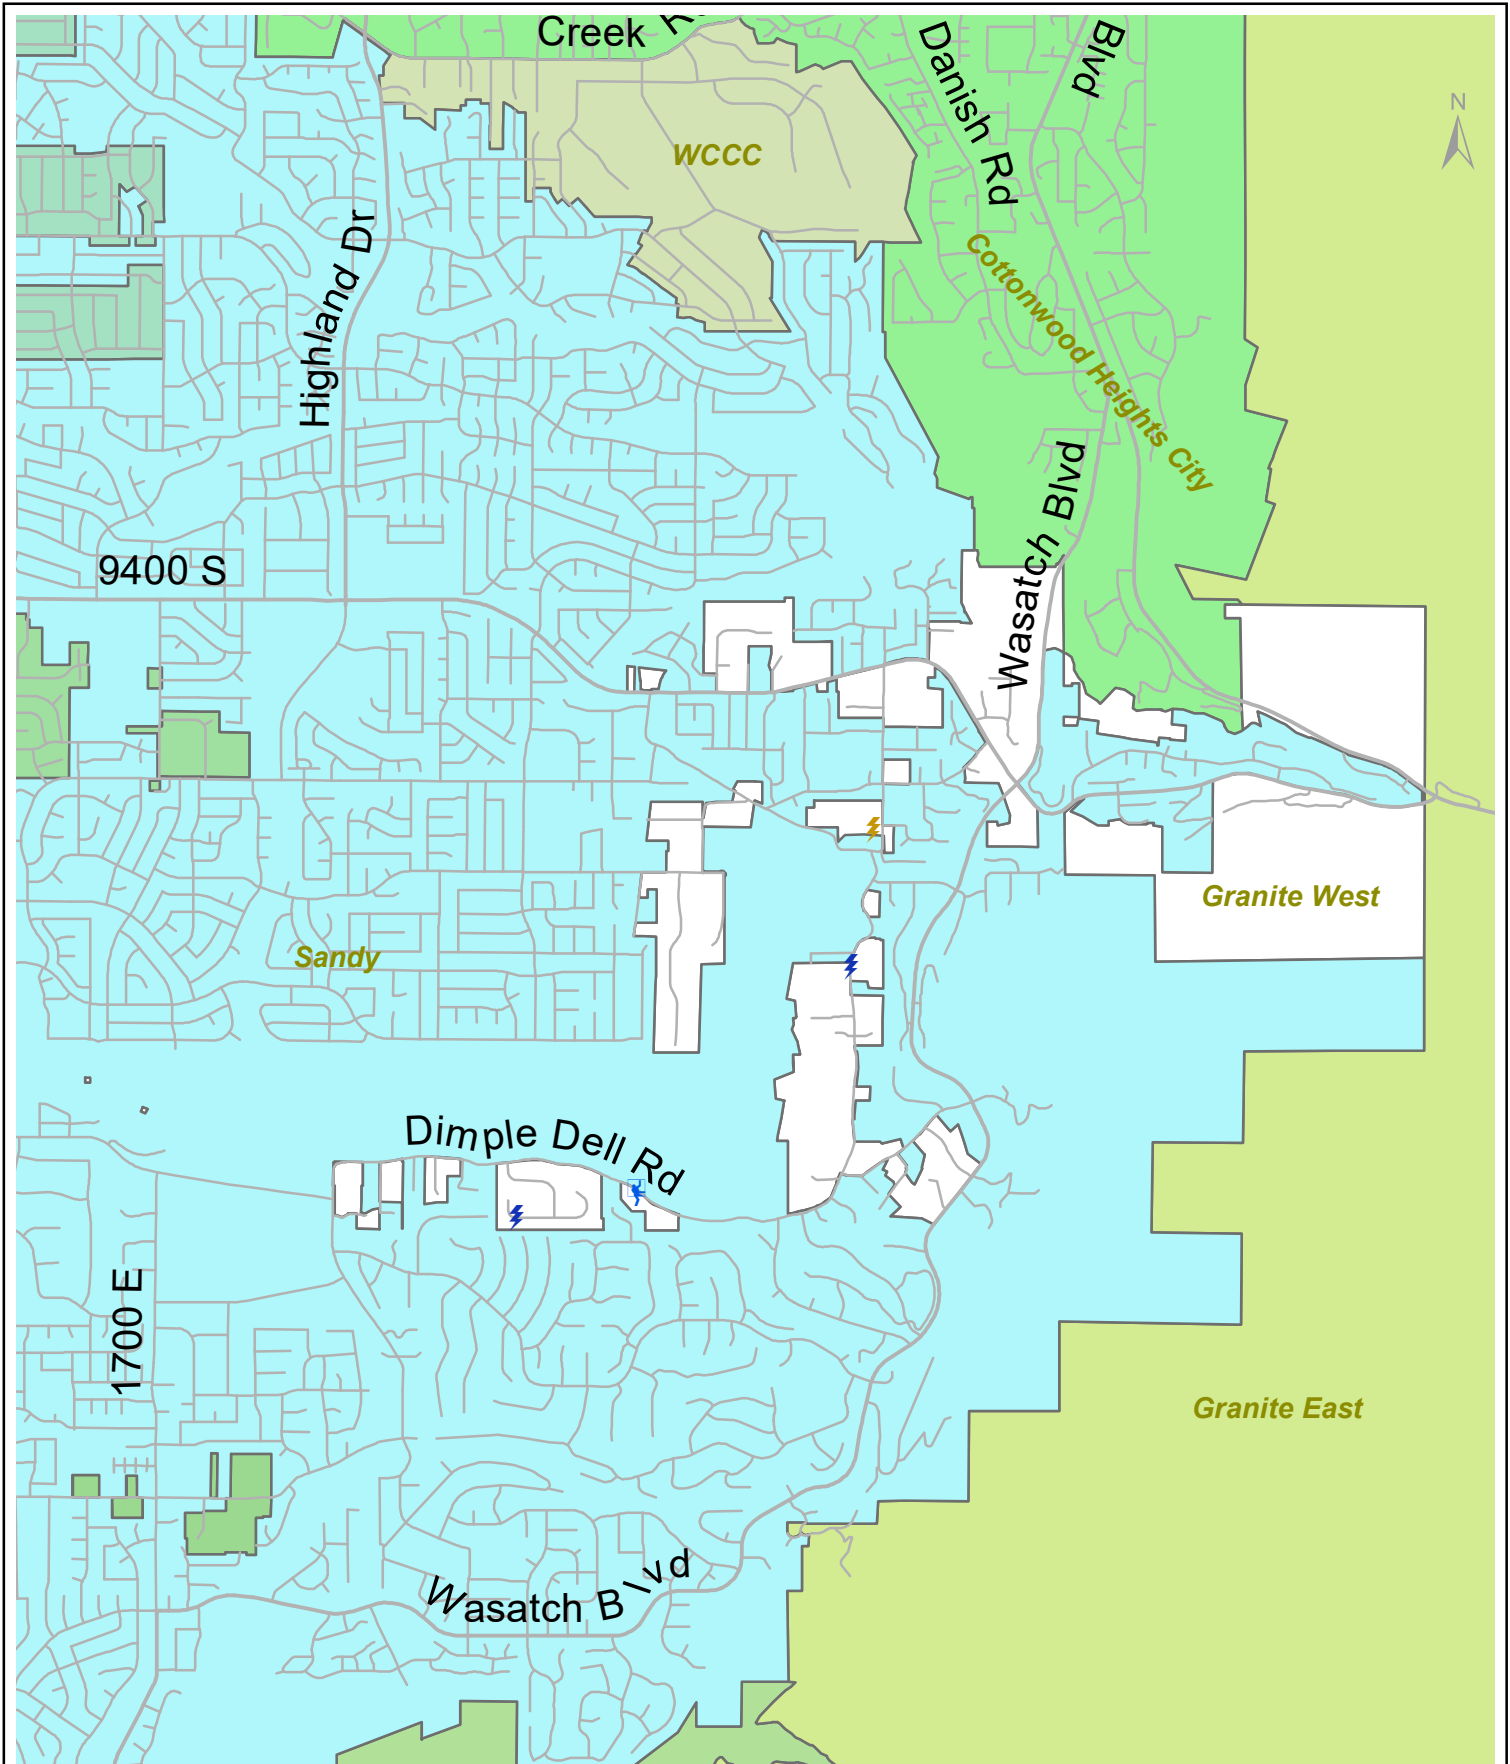 Creek
Danish Rd
Blvd
N
WCCC
Highland Dr
Cottonwood Heights City
Wasatch Blvd
9400 S
Granite West
Sandy
Dimple Dell Rd
1700 E
Granite East
Wasatch Blvd